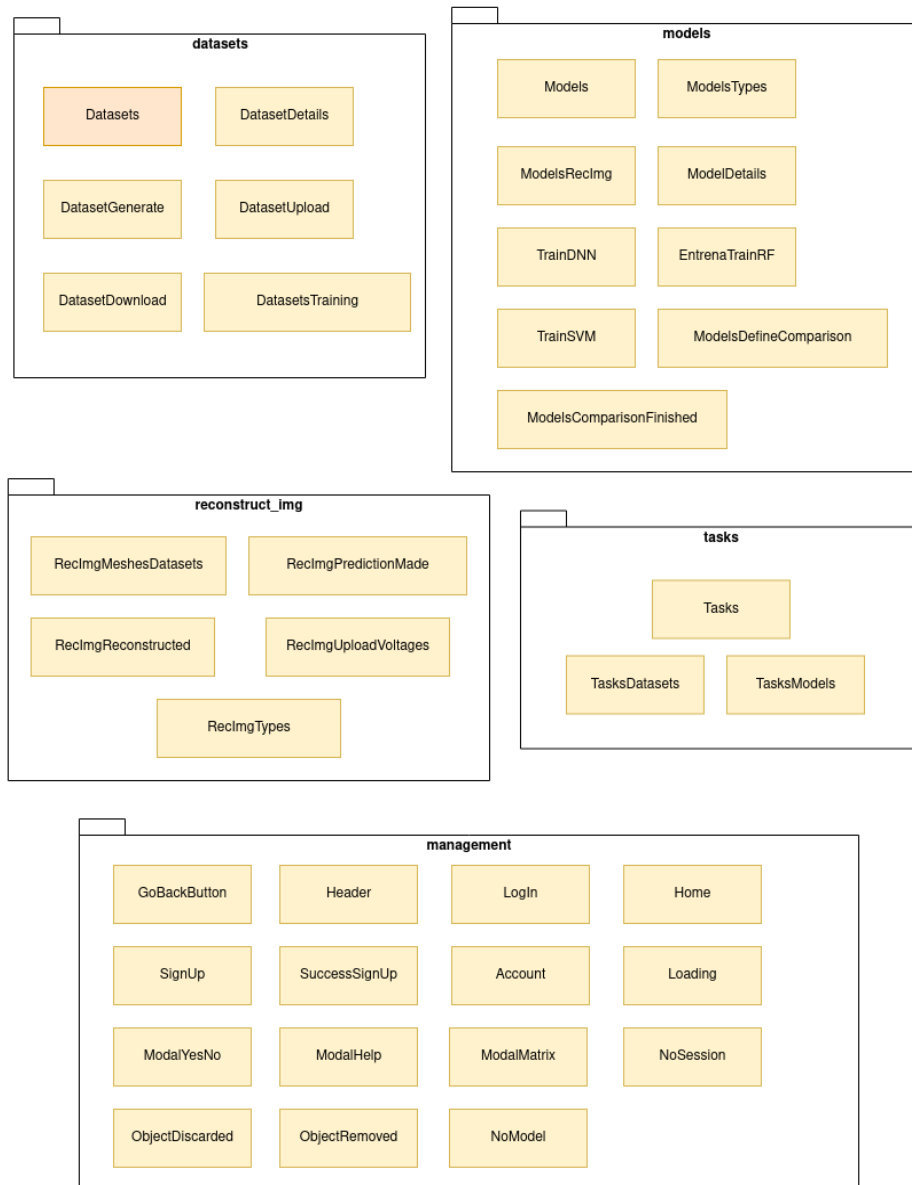 datasets
Datasets
DatasetDetails
DatasetGenerate
DatasetUpload
DatasetDownload
DatasetsTraining
models
Models
ModelsTypes
ModelsRecImg
ModelDetails
TrainDNN
EntrenaTrainRF
TrainSVM
ModelsDefineComparison
ModelsComparisonFinished
reconstruct_img
RecImgMeshesDatasets
RecImgPredictionMade
RecImgReconstructed
RecImgUploadVoltages
RecImgTypes
tasks
Tasks
TasksDatasets
TasksModels
management
GoBackButton
Header
LogIn
Home
SignUp
SuccessSignUp
Account
Loading
ModalYesNo
ModalHelp
ModalMatrix
NoSession
ObjectDiscarded
ObjectRemoved
NoModel